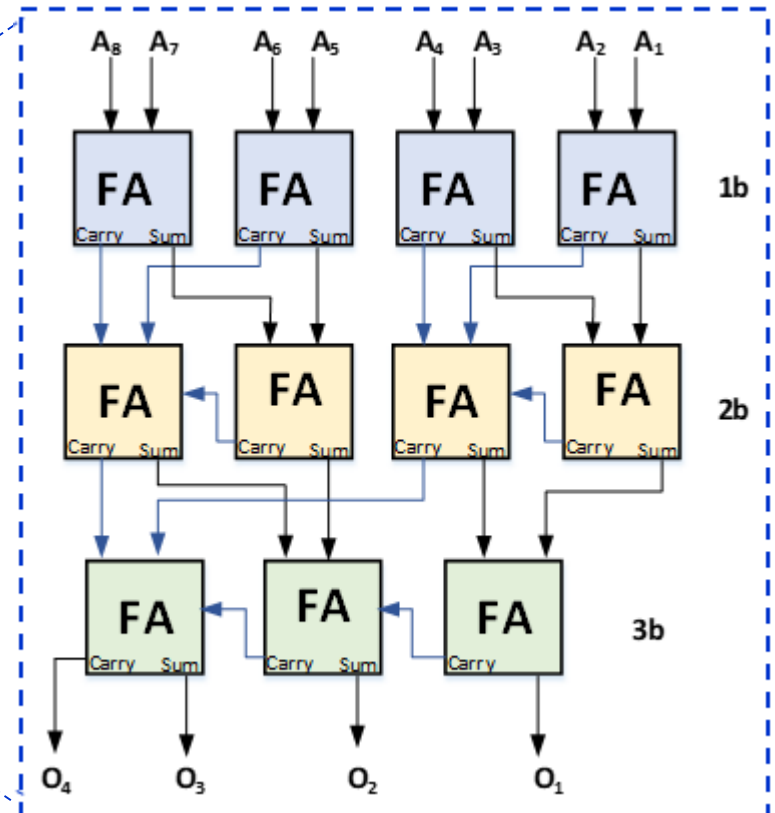 A₈ A₇ A₆ A₅ A₄ A₃ A₂ A₁
FA FA FA FA 1b
Carry Sum Carry Sum Carry Sum Carry Sum
FA FA FA FA 2b
Carry Sum Carry Sum Carry Sum Carry Sum
FA FA FA 3b
Carry Sum Carry Sum Carry
O₄ O₃ O₂ O₁